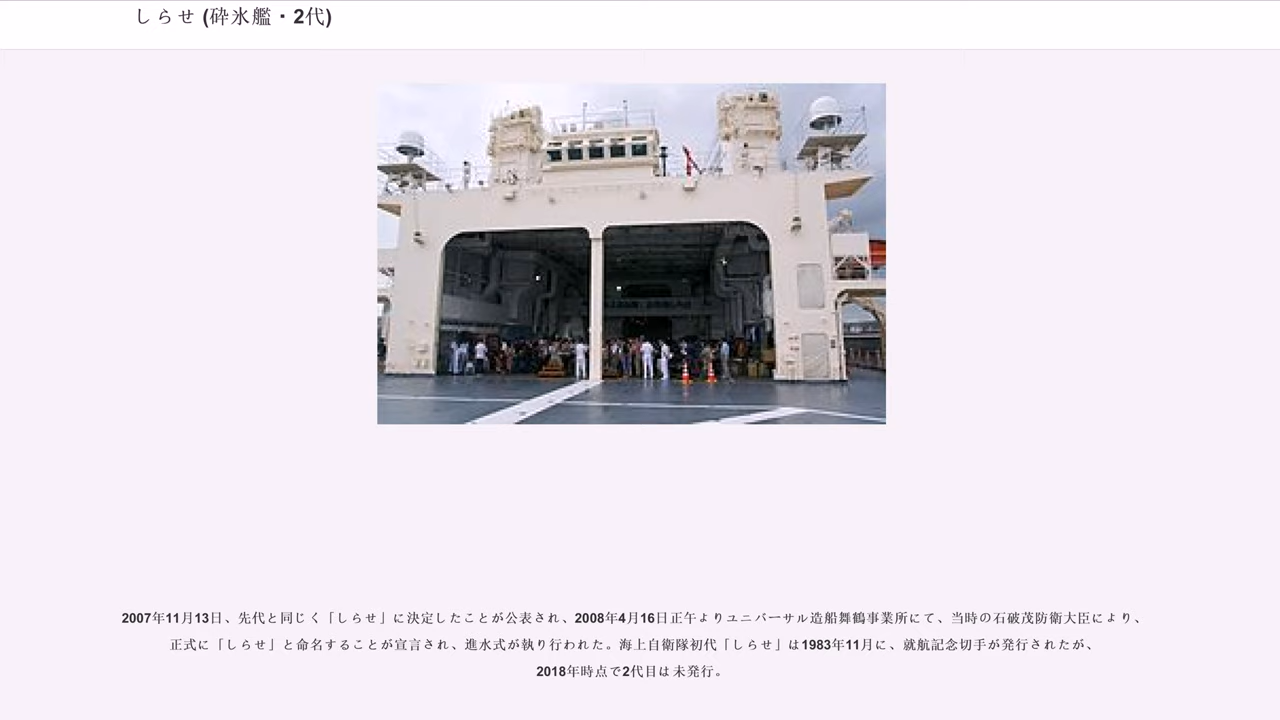 しらせ (砕氷艦・2代)
2007年11月13日、先代と同じく「しらせ」に決定したことが公表され、2008年4月16日正午よりユニバーサル造船舞鶴事業所にて、当時の石破茂防衛大臣により、
正式に「しらせ」と命名することが宣言され、進水式が執り行われた。海上自衛隊初代「しらせ」は1983年11月に、就航記念切手が発行されたが、
2018年時点で2代目は未発行。